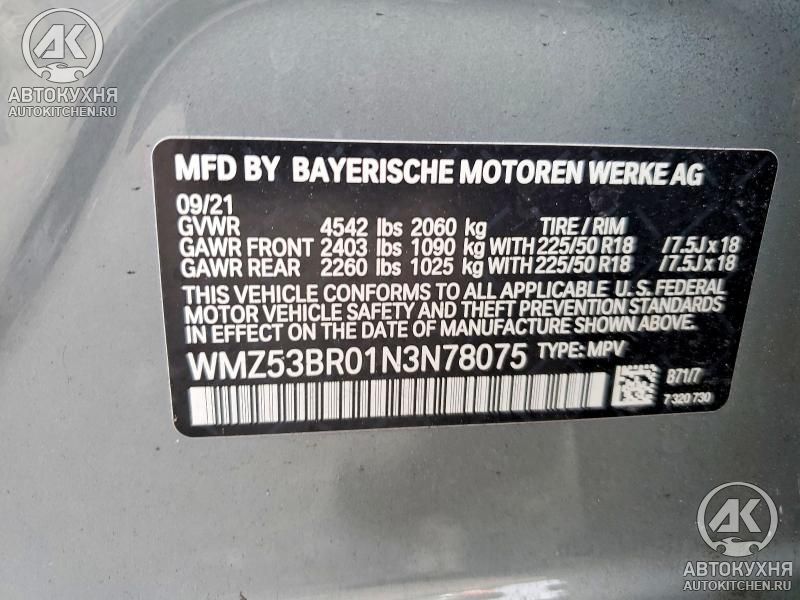 АК
АВТОКУХНЯ
AUTOKITCHEN.RU
MFD BY BAYERISCHE MOTOREN WERKE AG
09/21
GVWR 4542 lbs 2060 kg TIRE / RIM
GAWR FRONT 2403 lbs 1090 kg WITH 225/50 R18 /7.5J x 18
GAWR REAR 2260 lbs 1025 kg WITH 225/50 R18 /7.5J x 18
THIS VEHICLE CONFORMS TO ALL APPLICABLE U. S. FEDERAL
MOTOR VEHICLE SAFETY AND THEFT PREVENTION STANDARDS
IN EFFECT ON THE DATE OF MANUFACTURE SHOWN ABOVE.
WMZ53BR01N3N78075 TYPE: MPV
B71/7
7 320 730
АК
АВТОКУХНЯ
AUTOKITCHEN.RU